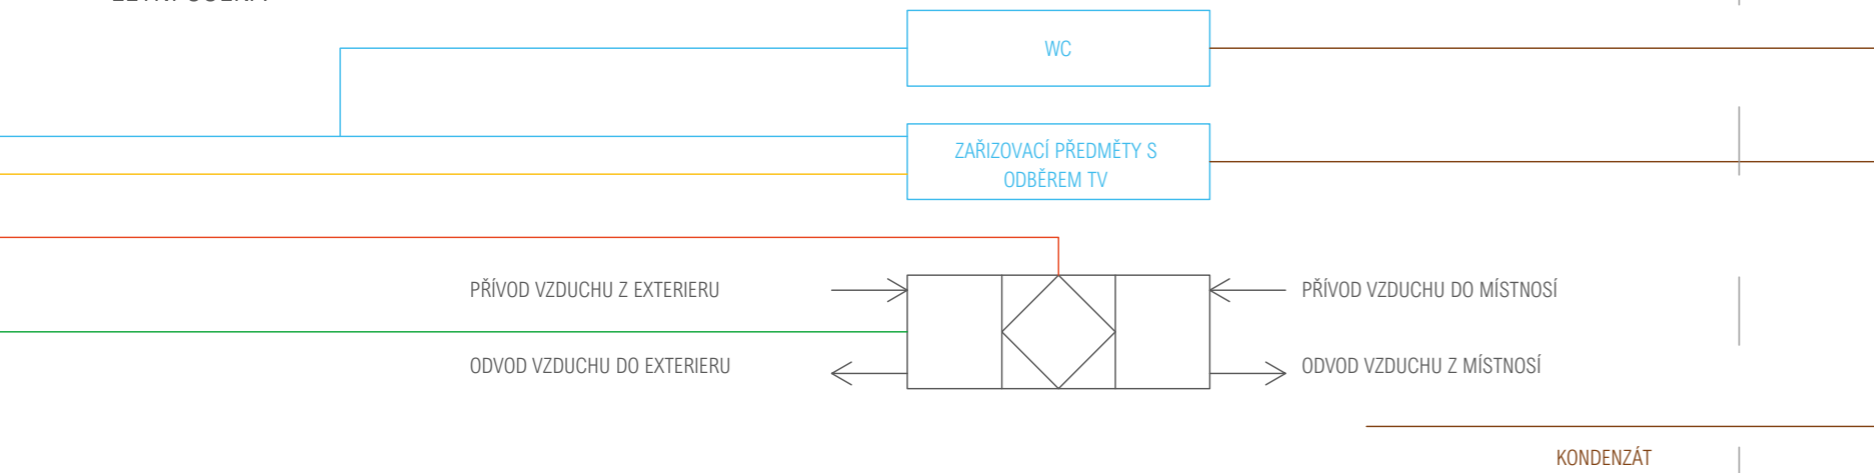 WC
ZAŘIZOVACÍ PŘEDMĚTY S
ODBĚREM TV
PŘÍVOD VZDUCHU Z EXTERIERU
PŘÍVOD VZDUCHU DO MÍSTNOSÍ
ODVOD VZDUCHU DO EXTERIERU
ODVOD VZDUCHU Z MÍSTNOSÍ
KONDENZÁT